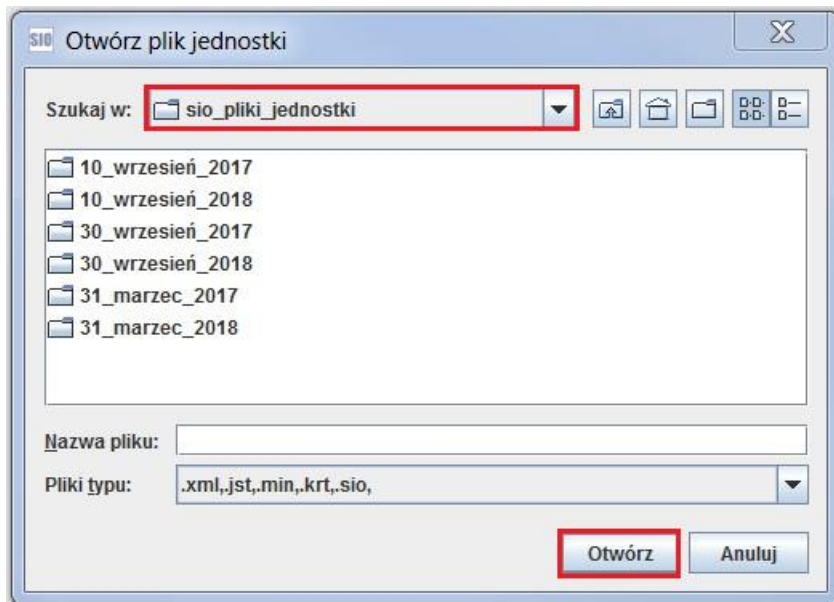 SIO Otwórz plik jednostki
Szukaj w: sio_pliki_jednostki
10_wrzesień_2017
10_wrzesień_2018
30_wrzesień_2017
30_wrzesień_2018
31_marzec_2017
31_marzec_2018
Nazwa pliku:
Pliki typu: .xml,.jst,.min,.krt,.sio,
Otwórz Anuluj